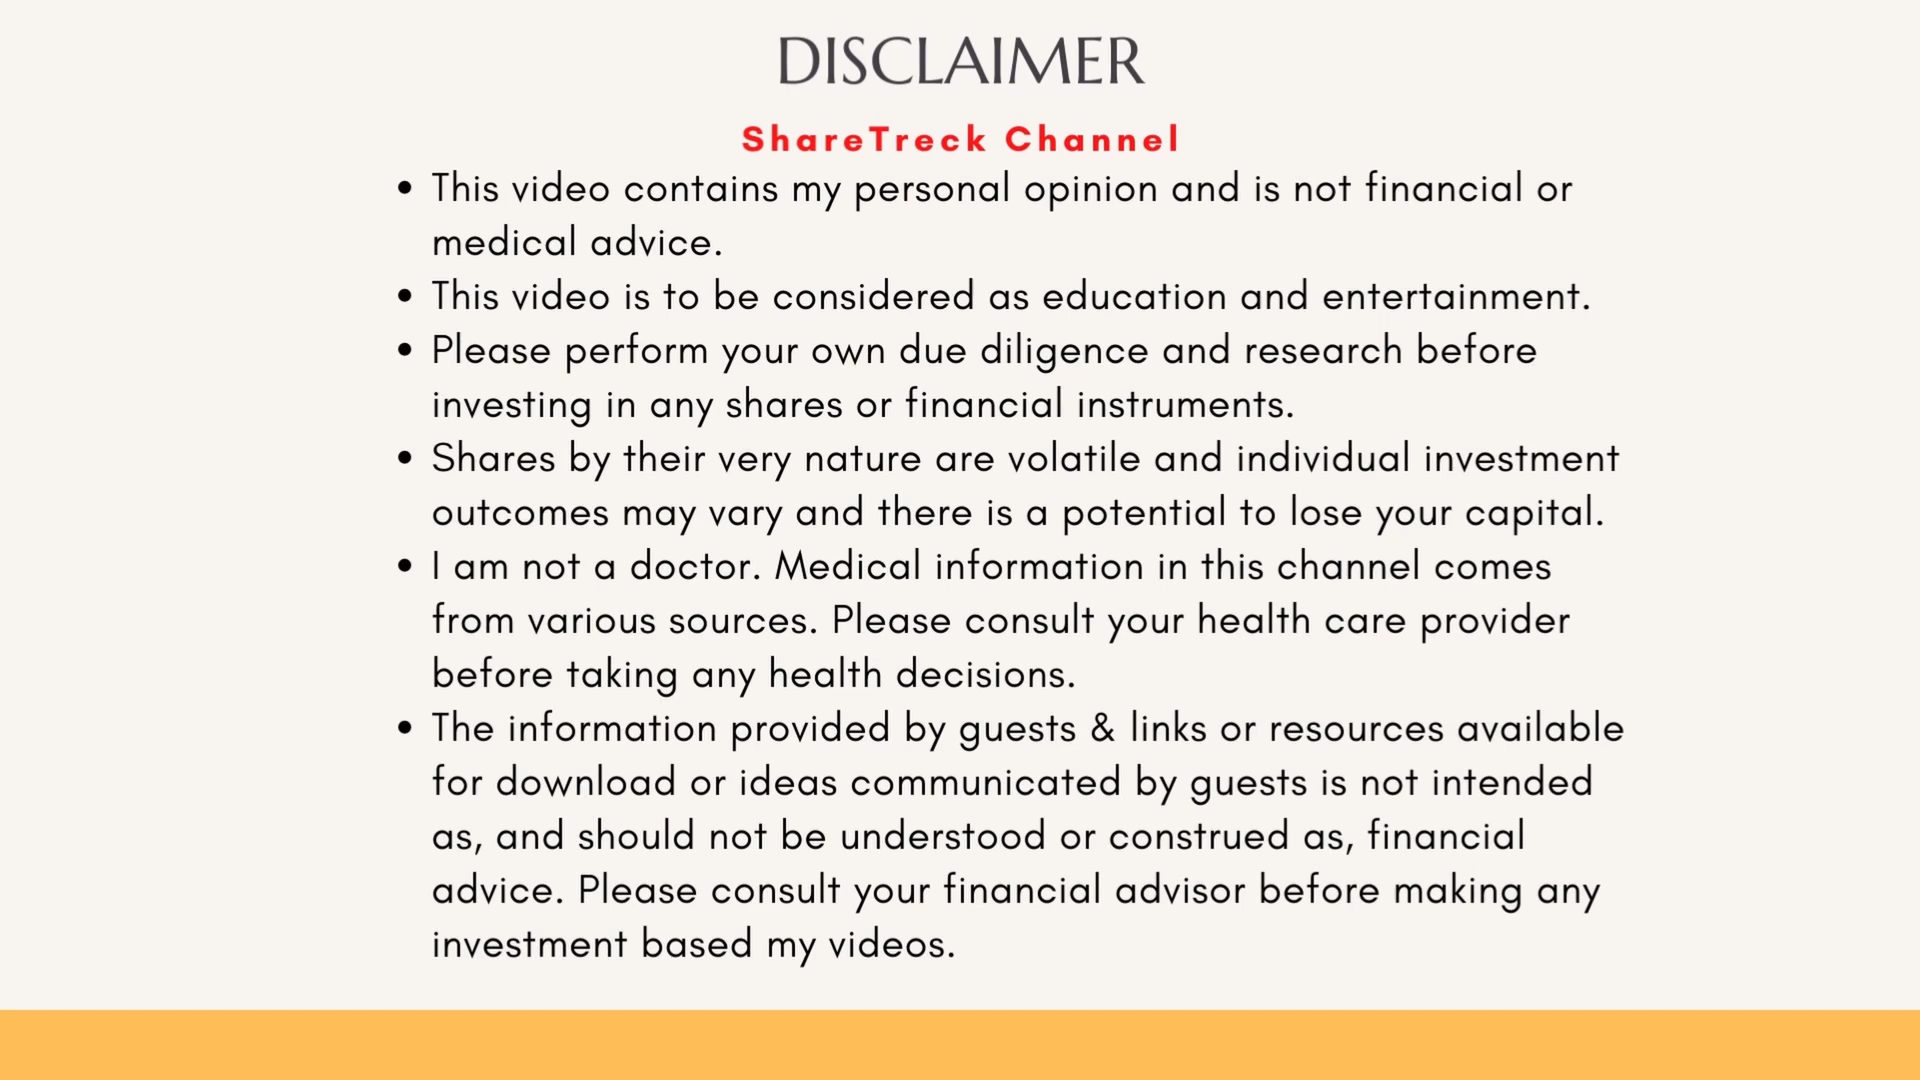 DISCLAIMER
ShareTreck Channel
• This video contains my personal opinion and is not financial or
medical advice.
• This video is to be considered as education and entertainment.
• Please perform your own due diligence and research before
investing in any shares or financial instruments.
• Shares by their very nature are volatile and individual investment
outcomes may vary and there is a potential to lose your capital.
• I am not a doctor. Medical information in this channel comes
from various sources. Please consult your health care provider
before taking any health decisions.
• The information provided by guests & links or resources available
for download or ideas communicated by guests is not intended
as, and should not be understood or construed as, financial
advice. Please consult your financial advisor before making any
investment based my videos.